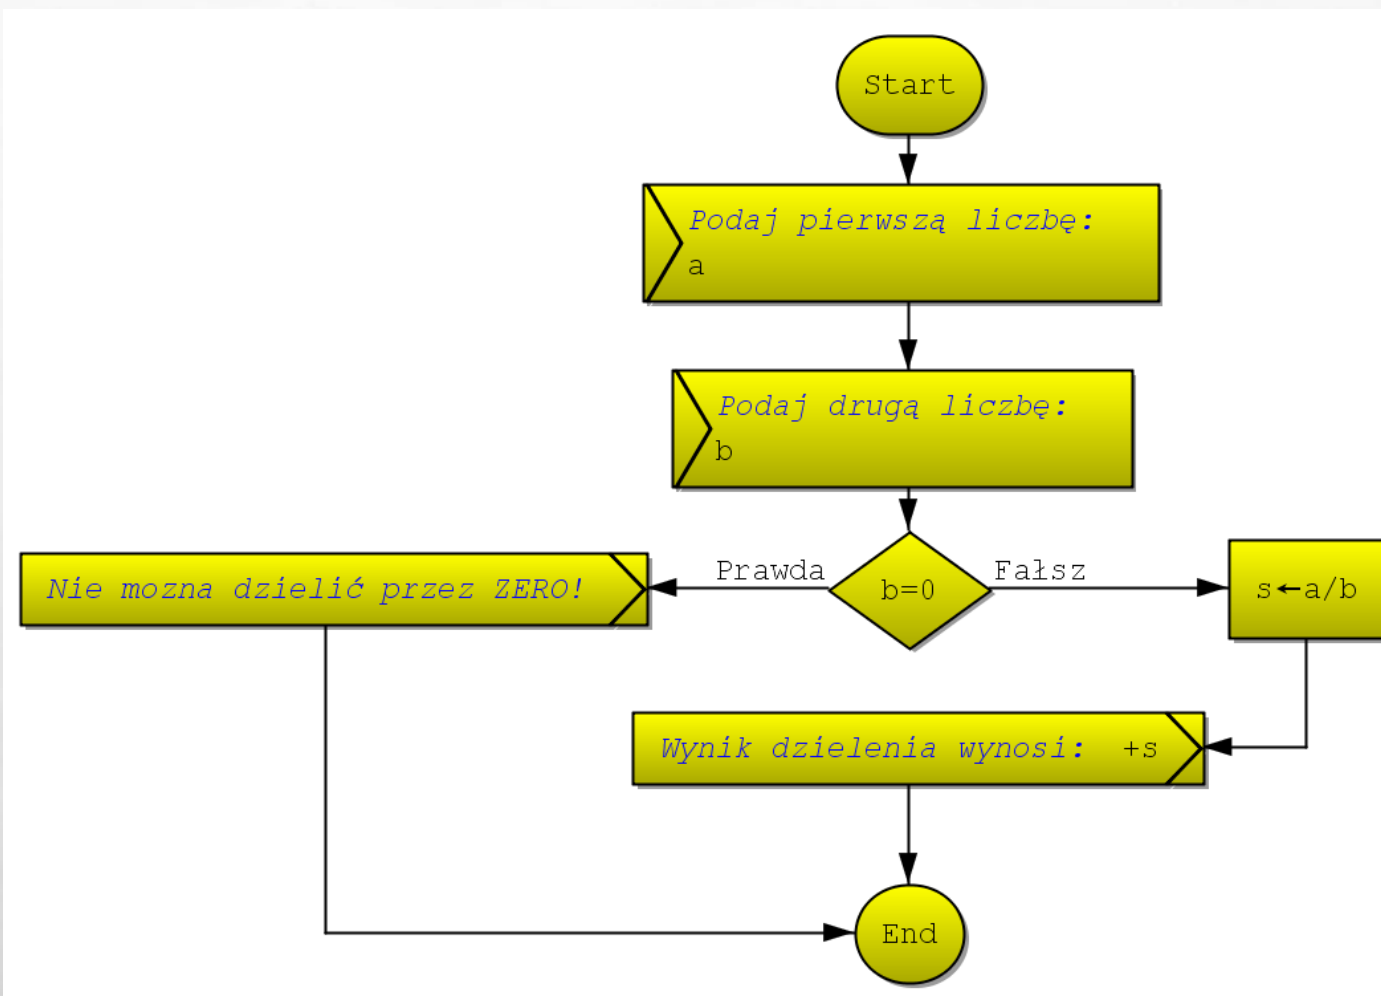 Start
Podaj pierwszą liczbę:
a
Podaj drugą liczbę:
b
Prawda
b=0
Fałsz
Nie mozna dzielić przez ZERO!
s←a/b
Wynik dzielenia wynosi: +s
End